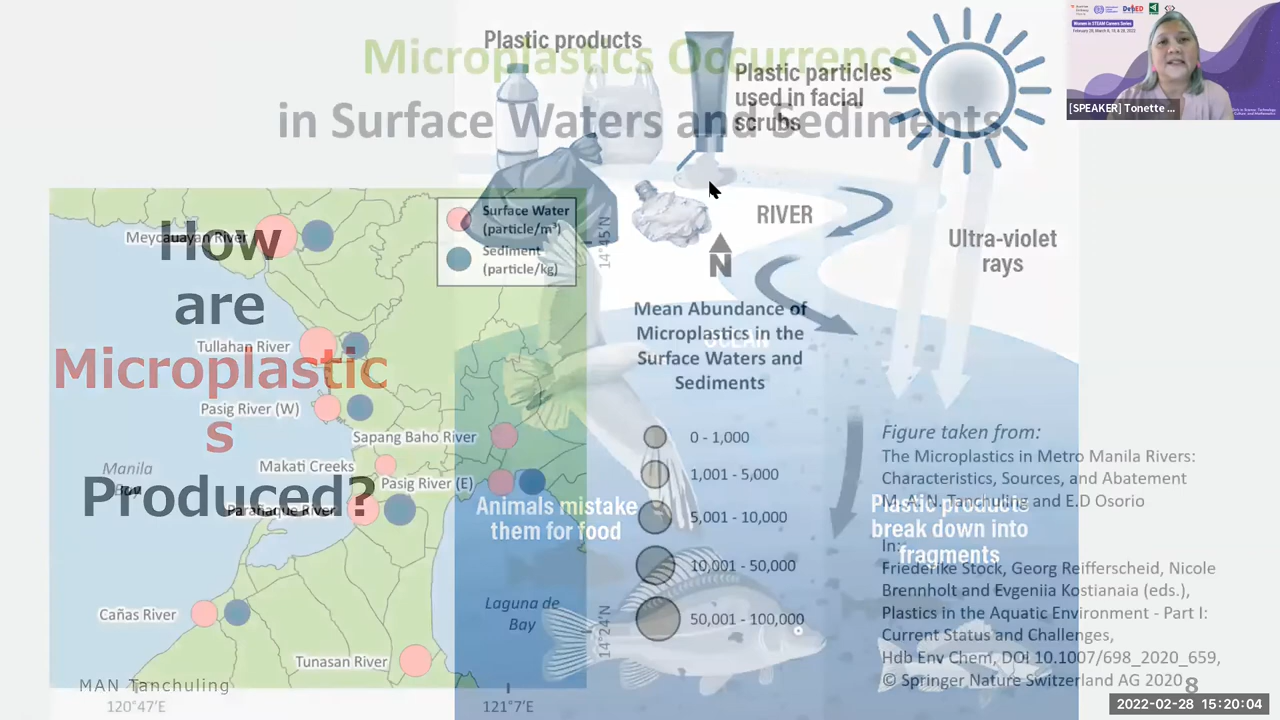 Microplastics Occurrence
in Surface Waters and Sediments
Plastic products
Plastic particles
used in facial
scrubs
RIVER
Ultra-violet
rays
OCEAN
Animals mistake
them for food
Plastic products
break down into
fragments
How
are
Microplastic
s
Produced?
Surface Water
(particle/m³)
Sediment
(particle/kg)
Meycauayan River
Tullahan River
Pasig River (W)
Sapang Baho River
Makati Creeks
Pasig River (E)
Manila
Bay
Parañaque River
Cañas River
Laguna de
Bay
Tunasan River
14°45'N
14°24'N
120°47'E
121°7'E
N
Mean Abundance of
Microplastics in the
Surface Waters and
Sediments
0 - 1,000
1,001 - 5,000
5,001 - 10,000
10,001 - 50,000
50,001 - 100,000
Figure taken from:
The Microplastics in Metro Manila Rivers:
Characteristics, Sources, and Abatement
M. A. N. Tanchuling and E.D Osorio
In:
Friederike Stock, Georg Reifferscheid, Nicole
Brennholt and Evgeniia Kostianaia (eds.),
Plastics in the Aquatic Environment - Part I:
Current Status and Challenges,
Hdb Env Chem, DOI 10.1007/698_2020_659,
© Springer Nature Switzerland AG 2020
8
MAN Tanchuling
Women in STEAM Careers Series
[SPEAKER] Tonette ...
2022-02-28 15:20:04